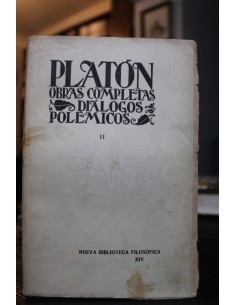 PLATÓN
OBRAS COMPLETAS
DIÁLOGOS
POLÉMICOS
II
NUEVA BIBLIOTECA FILOSÓFICA
XIV